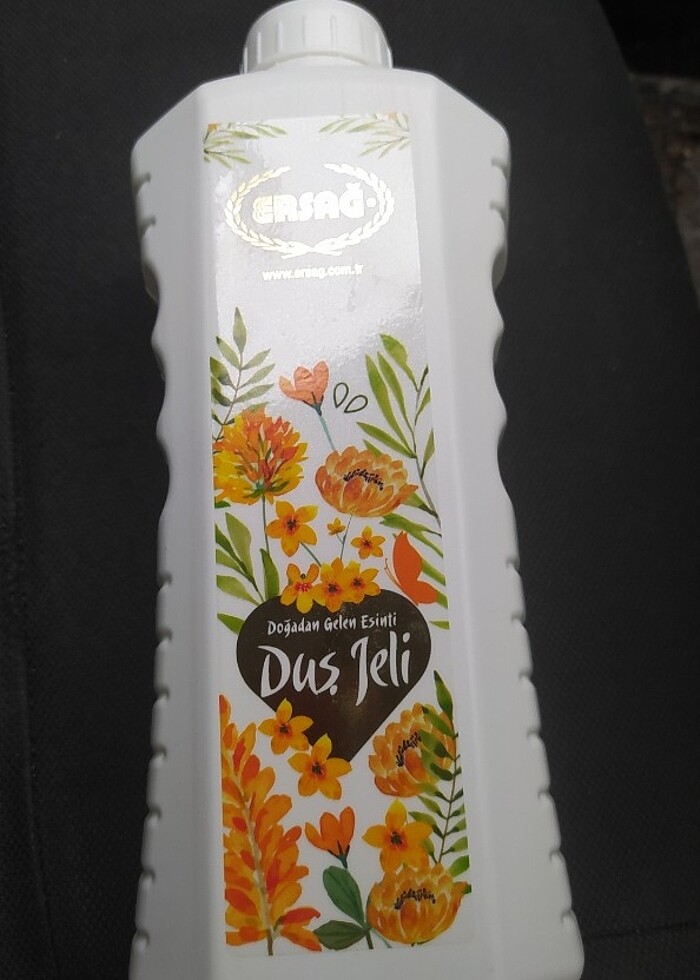 ERSAĞ
www.ersag.com.tr
Doğadan Gelen Esinti
Duş Jeli